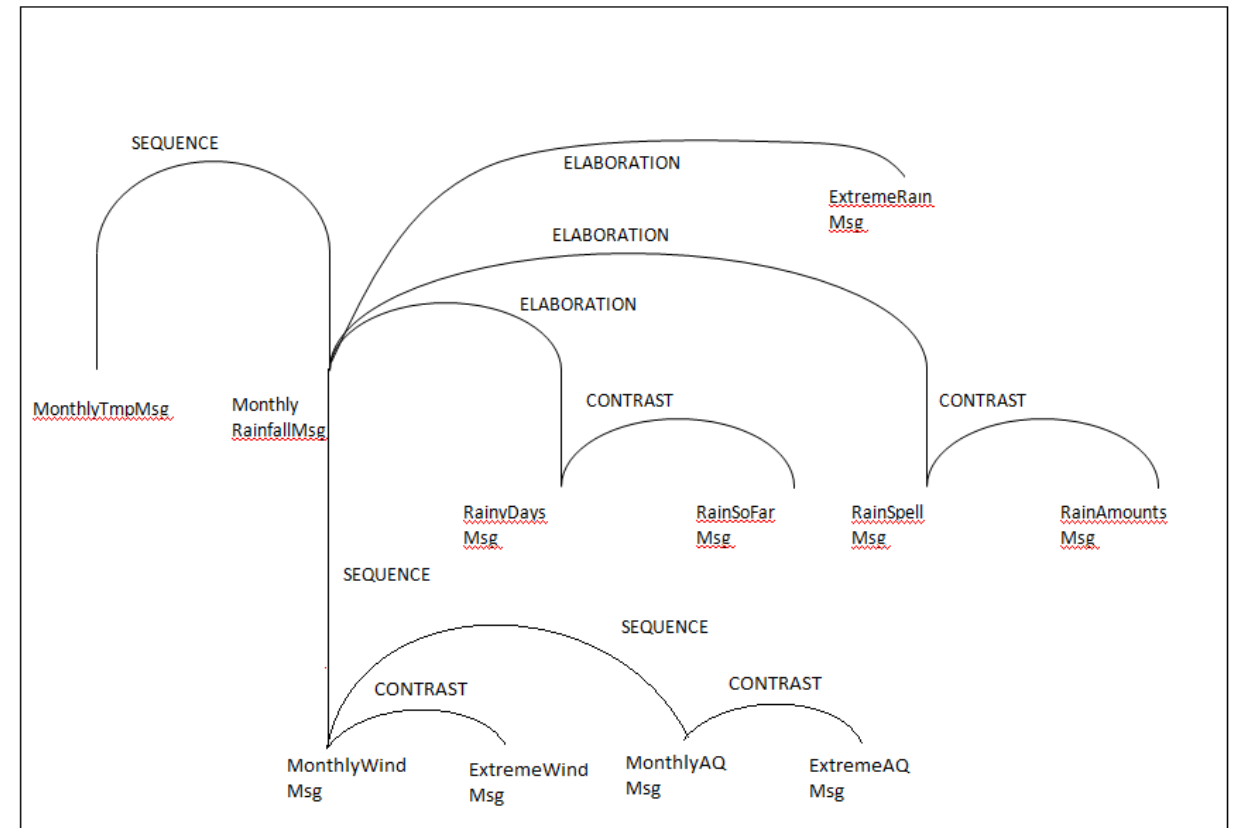 SEQUENCE
ELABORATION
ExtremeRain
Msg
ELABORATION
ELABORATION
MonthlyTmpMsg
Monthly
RainfallMsg
CONTRAST
CONTRAST
RainyDays
Msg
RainSoFar
Msg
RainSpell
Msg
RainAmounts
Msg
SEQUENCE
SEQUENCE
CONTRAST
CONTRAST
MonthlyWind
Msg
ExtremeWind
Msg
MonthlyAQ
Msg
ExtremeAQ
Msg